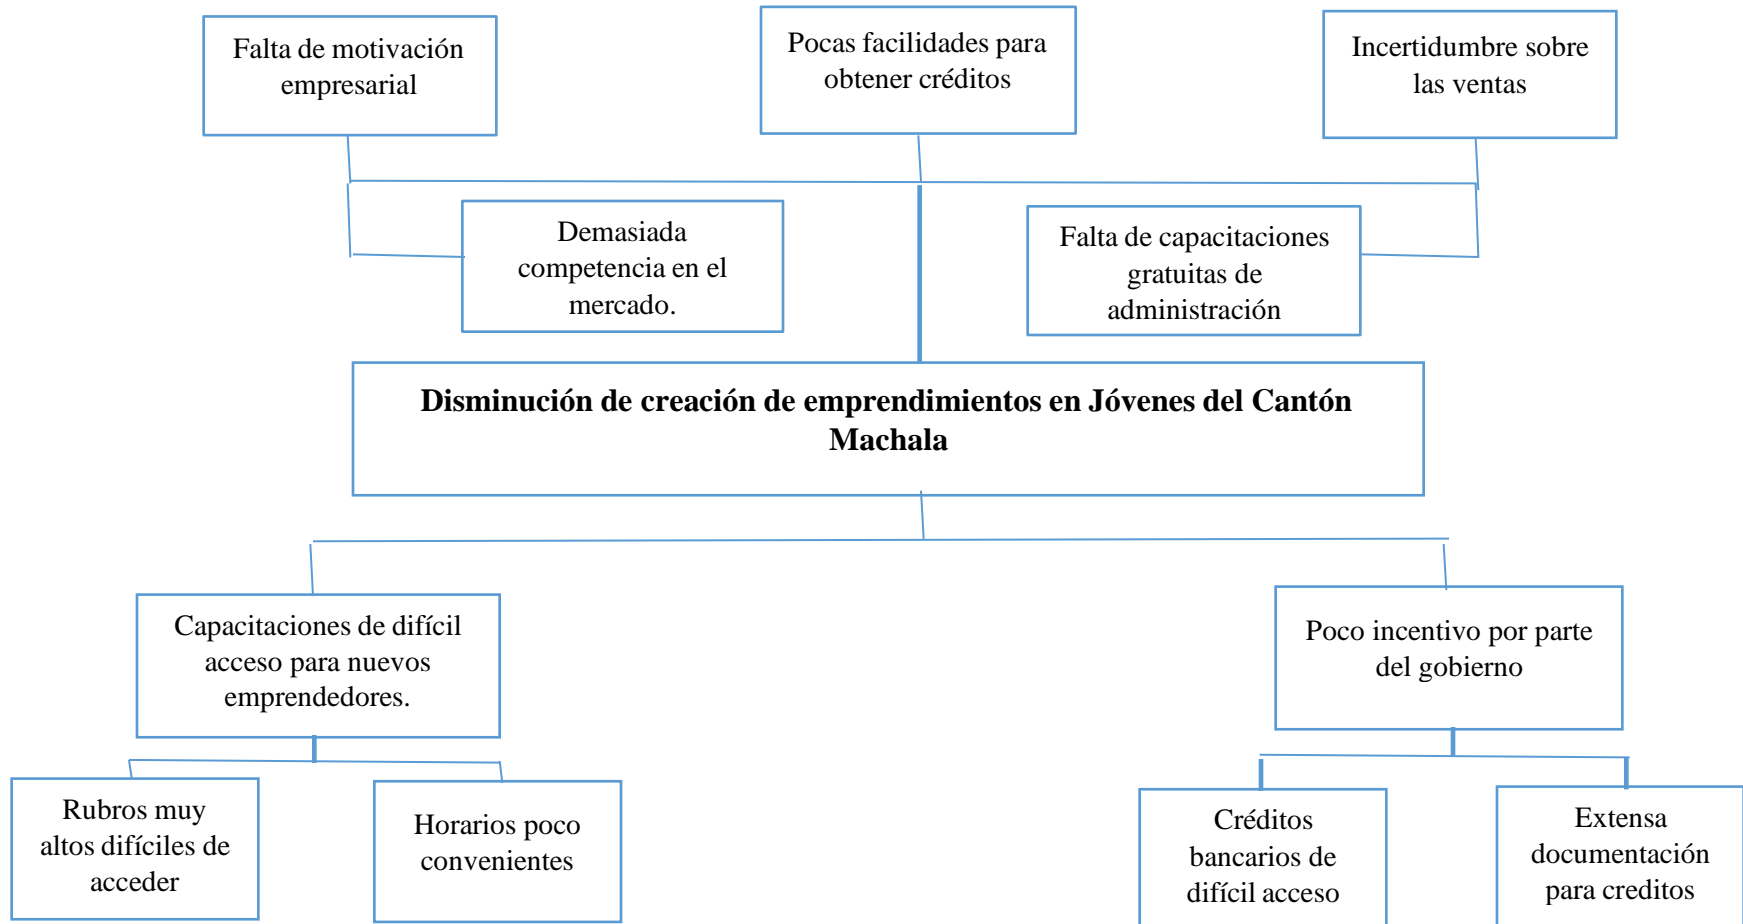 Falta de motivación
empresarial
Pocas facilidades para
obtener créditos
Incertidumbre sobre
las ventas
Demasiada
competencia en el
mercado.
Falta de capacitaciones
gratuitas de
administración
Disminución de creación de emprendimientos en Jóvenes del Cantón
Machala
Capacitaciones de difícil
acceso para nuevos
emprendedores.
Poco incentivo por parte
del gobierno
Rubros muy
altos difíciles de
acceder
Horarios poco
convenientes
Créditos
bancarios de
difícil acceso
Extensa
documentación
para creditos